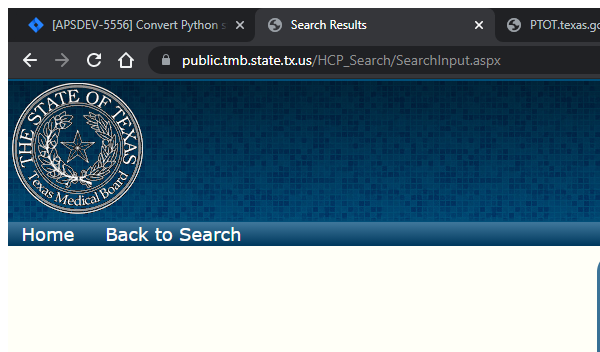 [APSDEV-5556] Convert Python s
Search Results
PTOT.texas.go
public.tmb.state.tx.us/HCP_Search/SearchInput.aspx
THE STATE OF TEXAS
Texas Medical Board
Home
Back to Search